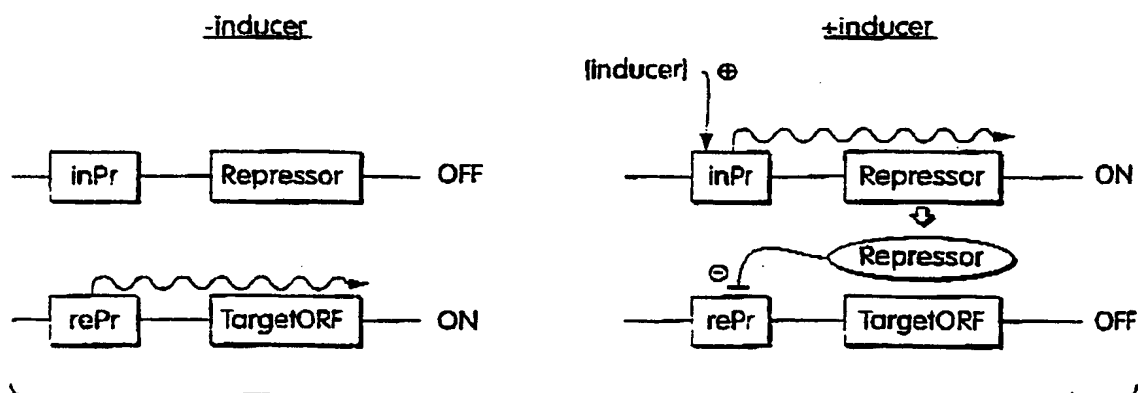 -inducer
inPr Repressor OFF
rePr TargetORF ON
+inducer
[inducer] ⊕
inPr Repressor ON
Repressor
⊖
rePr TargetORF OFF